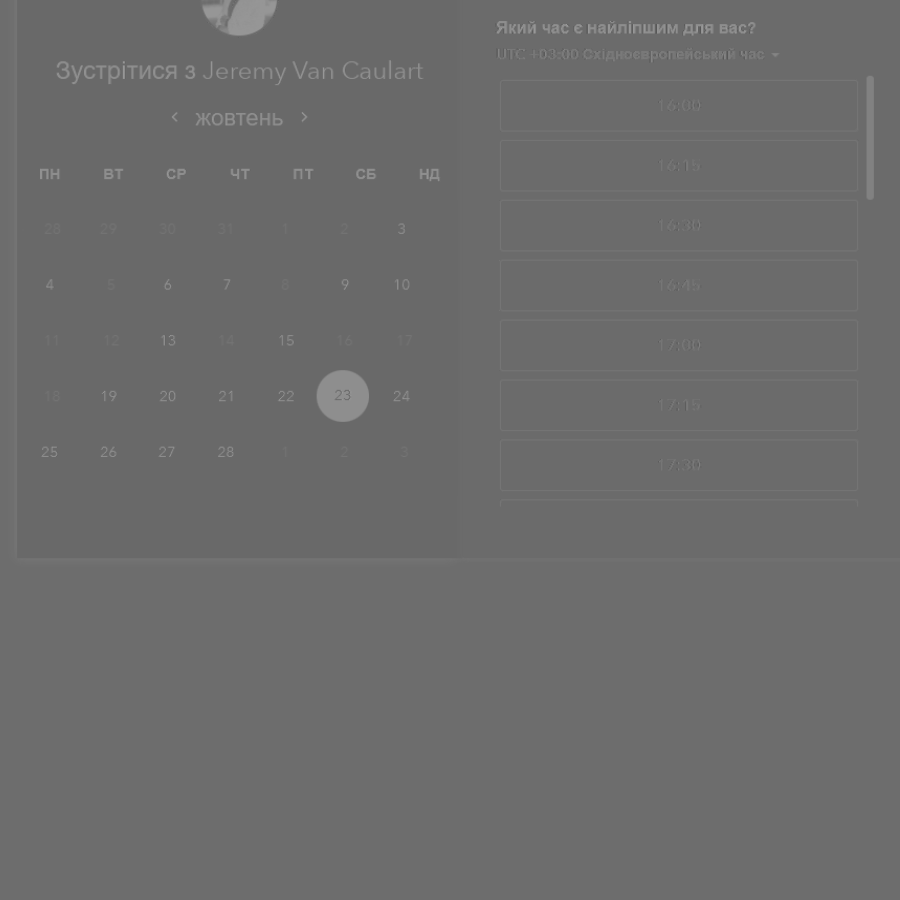 Зустрітися з Jeremy Van Caulart
жовтень
ПН ВТ СР ЧТ ПТ СБ НД
28 29 30 31 1 2 3
4 5 6 7 8 9 10
11 12 13 14 15 16 17
18 19 20 21 22 23 24
25 26 27 28 1 2 3
Який час є найліпшим для вас?
UTC +03:00 Східноєвропейський час
16:00
16:15
16:30
16:45
17:00
17:15
17:30